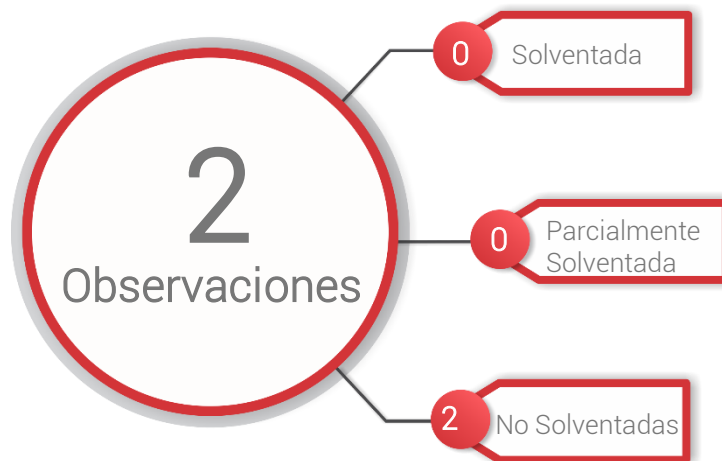 2
Observaciones
0
Solventada
0
Parcialmente
Solventada
2
No Solventadas